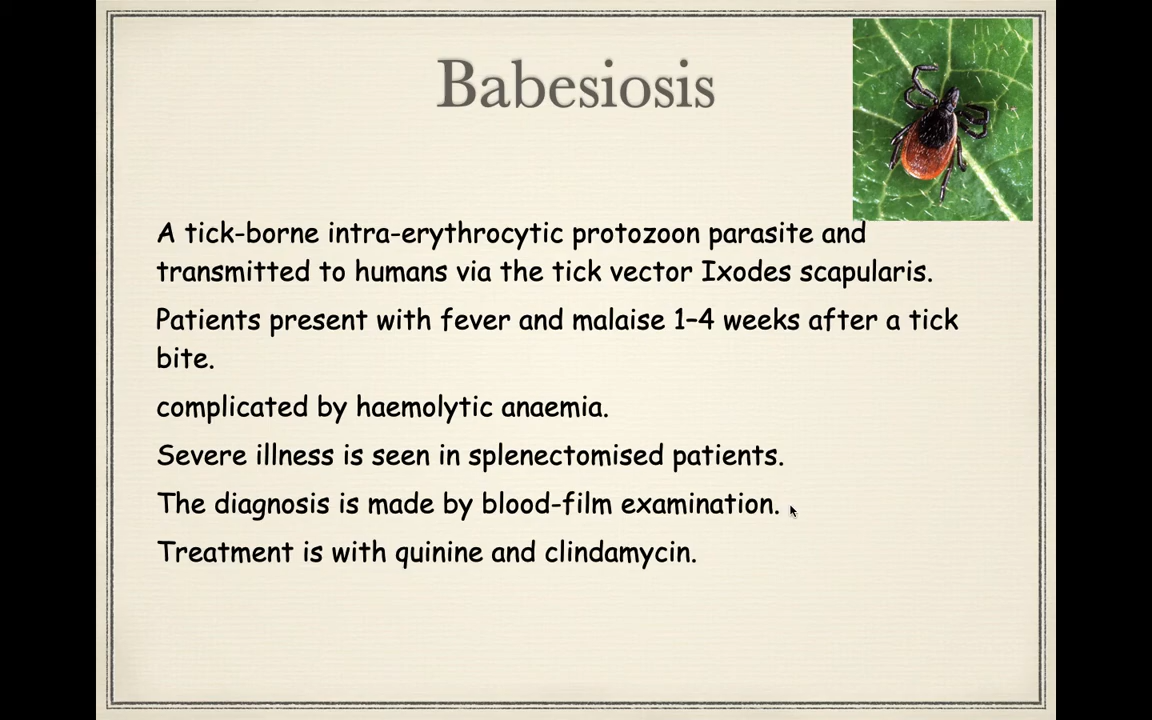 Babesiosis
A tick-borne intra-erythrocytic protozoon parasite and
transmitted to humans via the tick vector Ixodes scapularis.
Patients present with fever and malaise 1–4 weeks after a tick
bite.
complicated by haemolytic anaemia.
Severe illness is seen in splenectomised patients.
The diagnosis is made by blood-film examination.
Treatment is with quinine and clindamycin.